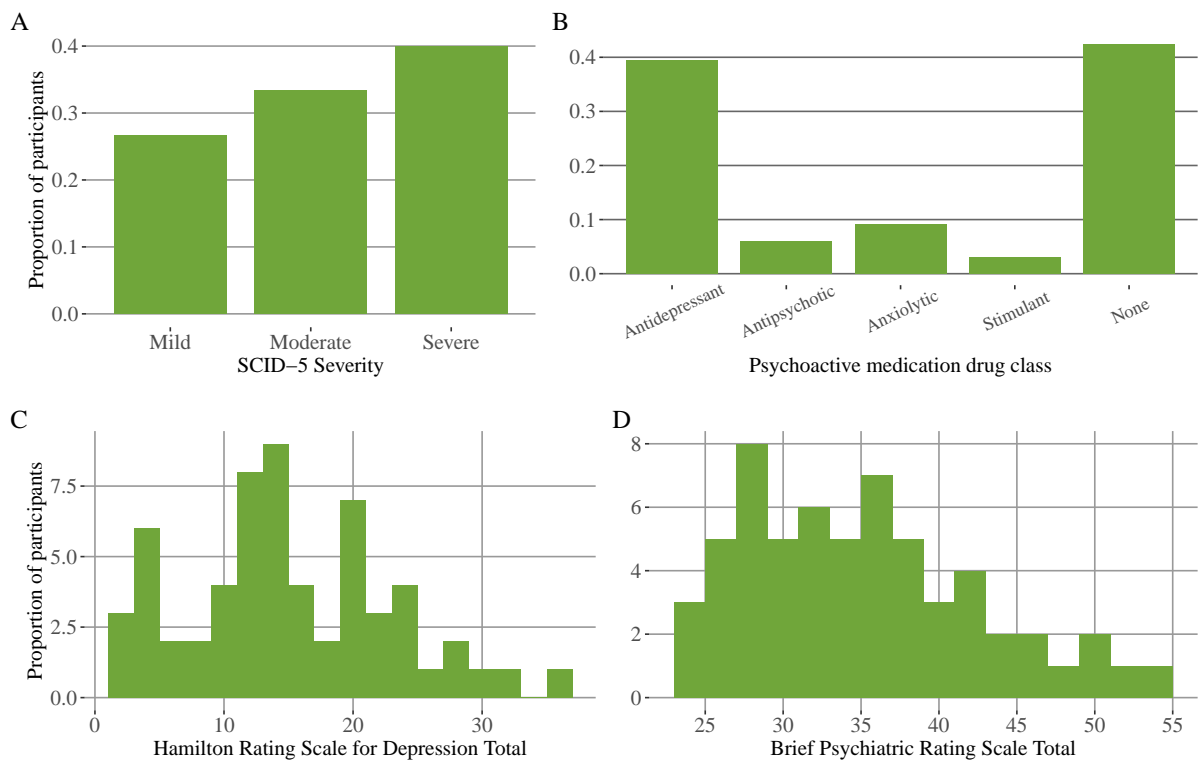 A
Proportion of participants
0.4
0.3
0.2
0.1
0.0
Mild Moderate Severe
SCID−5 Severity
B
0.4
0.3
0.2
0.1
0.0
Antidepressant Antipsychotic Anxiolytic Stimulant None
Psychoactive medication drug class
C
Proportion of participants
7.5
5.0
2.5
0.0
0 10 20 30
Hamilton Rating Scale for Depression Total
D
8
6
4
2
0
25 30 35 40 45 50 55
Brief Psychiatric Rating Scale Total